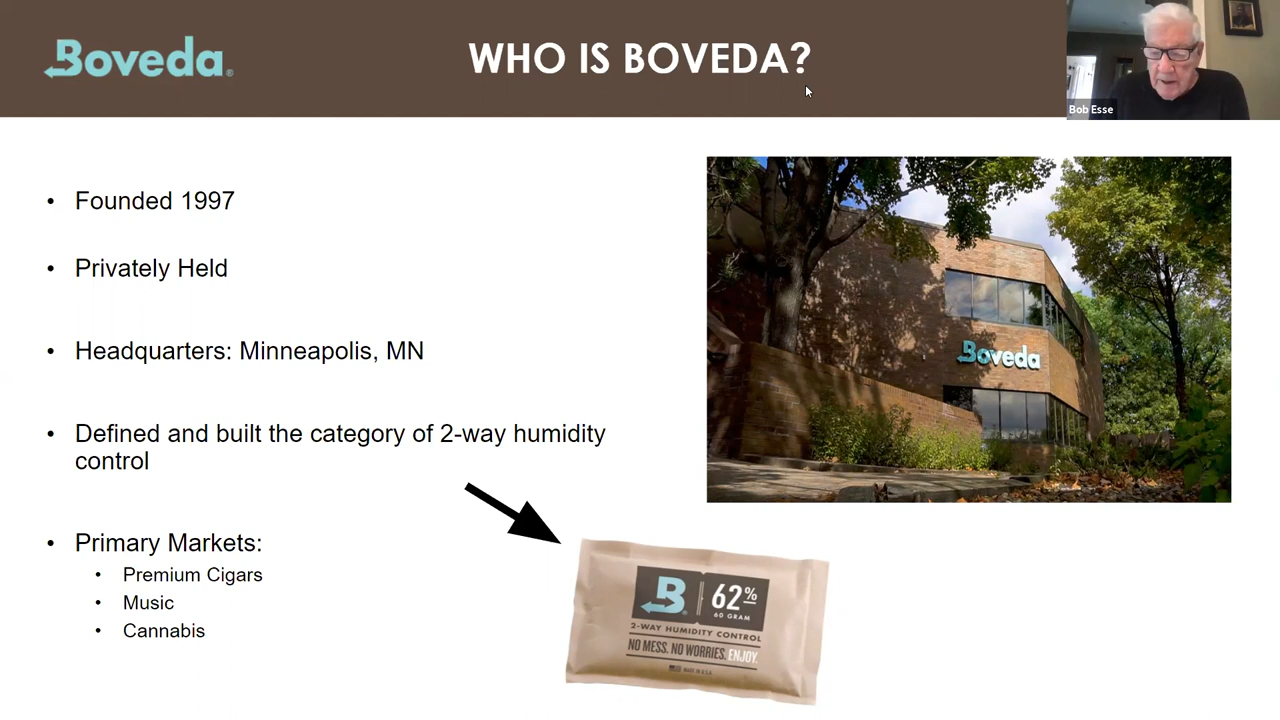 Boveda®
WHO IS BOVEDA?
Bob Esse
• Founded 1997
• Privately Held
• Headquarters: Minneapolis, MN
• Defined and built the category of 2-way humidity
control
• Primary Markets:
• Premium Cigars
• Music
• Cannabis
Boveda
B® 62%
60 GRAM
2-WAY HUMIDITY CONTROL
NO MESS. NO WORRIES. ENJOY.
MADE IN U.S.A